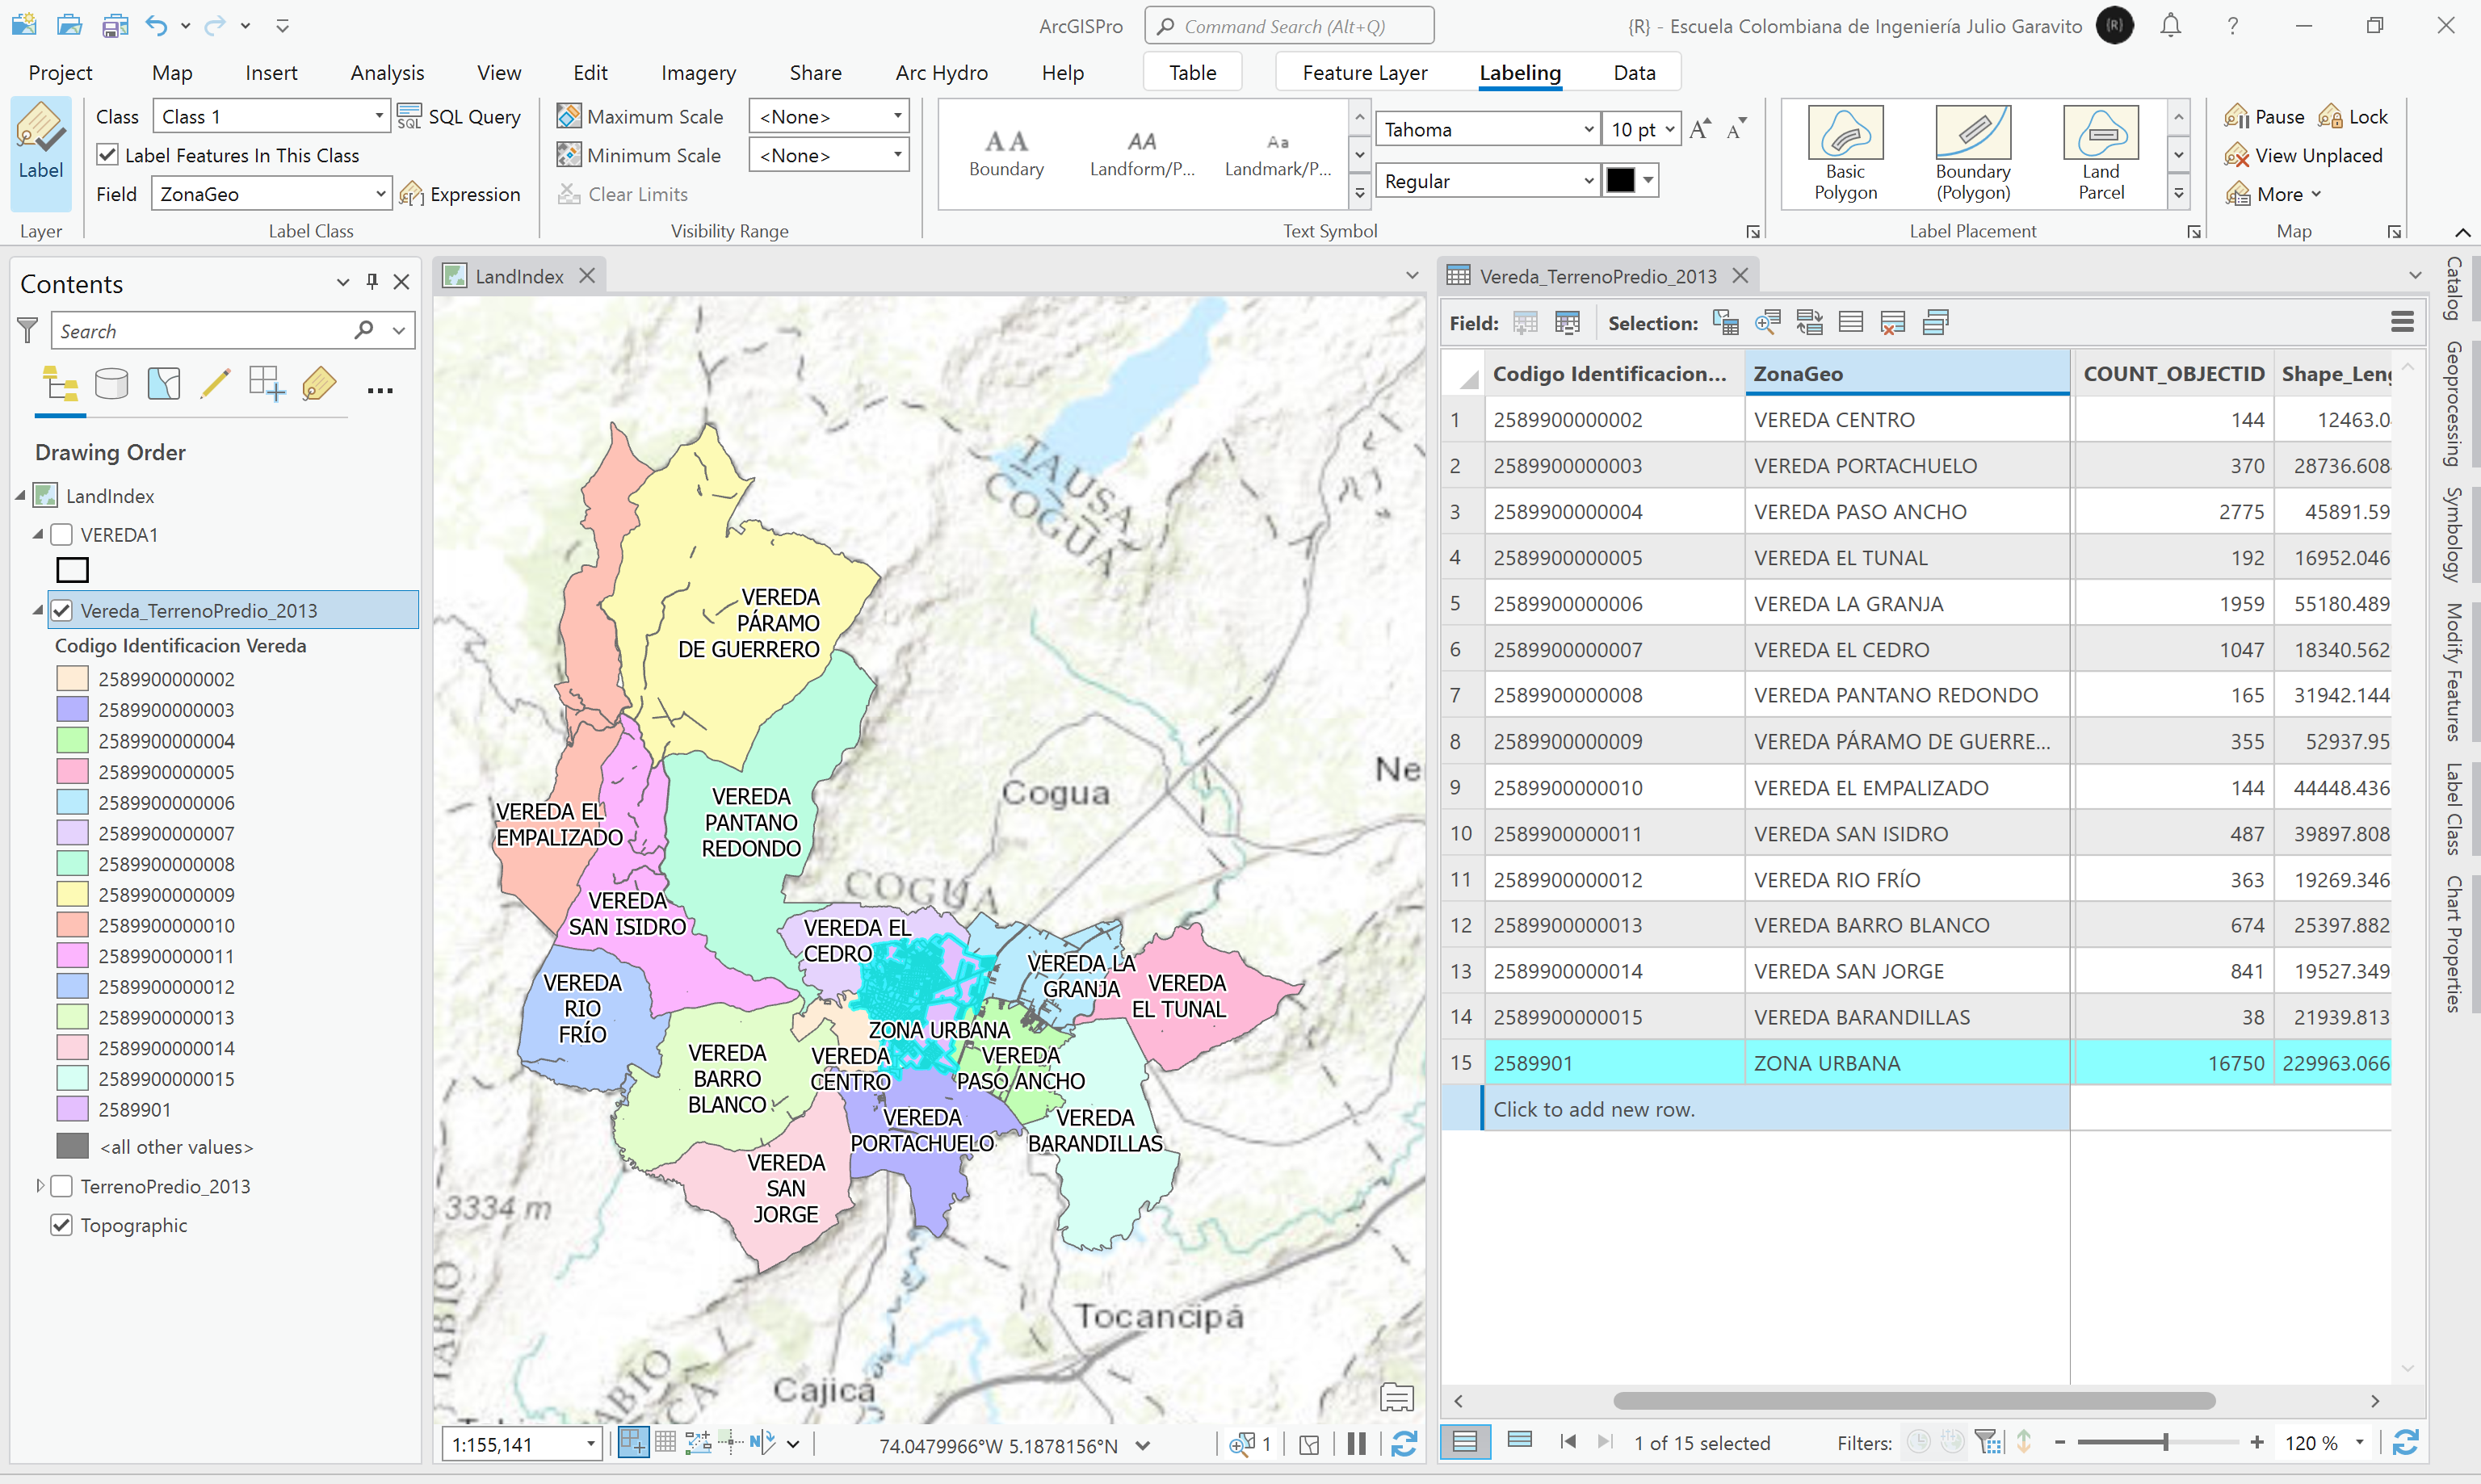 ArcGISPro
Command Search (Alt+Q)
{R} - Escuela Colombiana de Ingeniería Julio Garavito
{R}
?
Project
Map
Insert
Analysis
View
Edit
Imagery
Share
Arc Hydro
Help
Table
Feature Layer
Labeling
Data
Label
Layer
Class
Class 1
SQL Query
Label Features In This Class
Field
ZonaGeo
Expression
Label Class
Maximum Scale
<None>
Minimum Scale
<None>
Clear Limits
Visibility Range
AA
Boundary
AA
Landform/P...
Aa
Landmark/P...
Tahoma
10 pt
Regular
Text Symbol
Basic
Polygon
Boundary
(Polygon)
Land
Parcel
Label Placement
Pause
Lock
View Unplaced
More
Map
Contents
Search
Drawing Order
LandIndex
VEREDA1
Vereda_TerrenoPredio_2013
Codigo Identificacion Vereda
2589900000002
2589900000003
2589900000004
2589900000005
2589900000006
2589900000007
2589900000008
2589900000009
2589900000010
2589900000011
2589900000012
2589900000013
2589900000014
2589900000015
2589901
<all other values>
TerrenoPredio_2013
Topographic
LandIndex
TAUSA
COGUA
VEREDA
PÁRAMO
DE GUERRERO
Ne
Cogua
VEREDA EL
EMPALIZADO
VEREDA
PANTANO
REDONDO
COGUA
VEREDA
SAN ISIDRO
VEREDA EL
CEDRO
VEREDA LA
GRANJA
VEREDA
EL TUNAL
VEREDA
RIO
FRÍO
ZONA URBANA
VEREDA
BARRO
BLANCO
VEREDA
CENTRO
VEREDA
PASO ANCHO
VEREDA
PORTACHUELO
VEREDA
BARANDILLAS
VEREDA
SAN
JORGE
3334 m
Tocancipá
TABIO
Cajicá
1:155,141
74.0479966°W 5.1878156°N
1
Vereda_TerrenoPredio_2013
Field:
Selection:
Codigo Identificacion... ZonaGeo COUNT_OBJECTID Shape_Leng
1 2589900000002 VEREDA CENTRO 144 12463.0
2 2589900000003 VEREDA PORTACHUELO 370 28736.608
3 2589900000004 VEREDA PASO ANCHO 2775 45891.59
4 2589900000005 VEREDA EL TUNAL 192 16952.046
5 2589900000006 VEREDA LA GRANJA 1959 55180.489
6 2589900000007 VEREDA EL CEDRO 1047 18340.562
7 2589900000008 VEREDA PANTANO REDONDO 165 31942.144
8 2589900000009 VEREDA PÁRAMO DE GUERRE... 355 52937.95
9 2589900000010 VEREDA EL EMPALIZADO 144 44448.436
10 2589900000011 VEREDA SAN ISIDRO 487 39897.808
11 2589900000012 VEREDA RIO FRÍO 363 19269.346
12 2589900000013 VEREDA BARRO BLANCO 674 25397.882
13 2589900000014 VEREDA SAN JORGE 841 19527.349
14 2589900000015 VEREDA BARANDILLAS 38 21939.813
15 2589901 ZONA URBANA 16750 229963.066
Click to add new row.
1 of 15 selected
Filters:
120 %
Catalog
Geoprocessing
Symbology
Modify Features
Label Class
Chart Properties